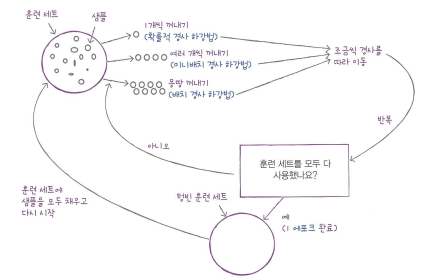 훈련 세트
샘플
1개씩 꺼내기
(확률적 경사 하강법)
여러 개씩 꺼내기
(미니배치 경사 하강법)
몽땅 꺼내기
(배치 경사 하강법)
조금씩 경사를
따라 이동
반복
아니오
훈련 세트를 모두 다
사용했나요?
훈련 세트에
샘플을 모두 채우고
다시 시작
텅빈 훈련 세트
예
(1 에포크 완료)